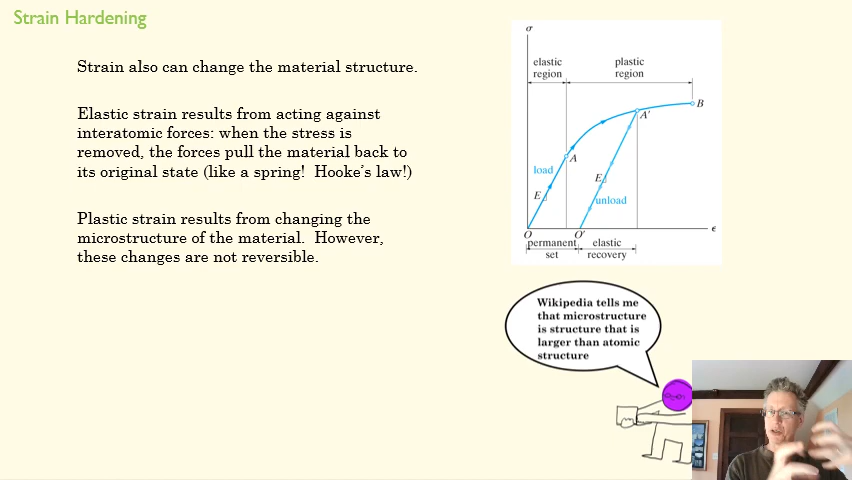 Strain Hardening
Strain also can change the material structure.
Elastic strain results from acting against
interatomic forces: when the stress is
removed, the forces pull the material back to
its original state (like a spring! Hooke's law!)
Plastic strain results from changing the
microstructure of the material. However,
these changes are not reversible.
σ
elastic
region
plastic
region
B
A'
A
load
E
E
unload
O
O'
ϵ
permanent
set
elastic
recovery
Wikipedia tells me
that microstructure
is structure that is
larger than atomic
structure